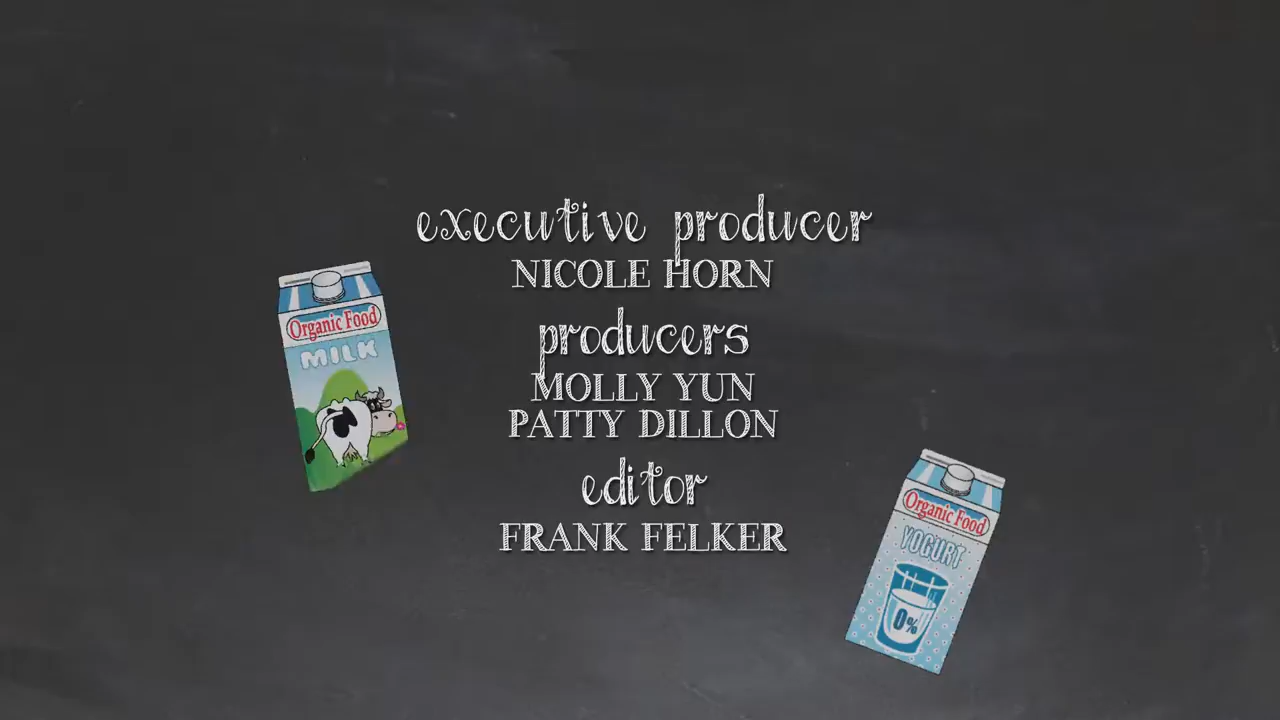 executive producer
NICOLE HORN
producers
MOLLY YUN
PATTY DILLON
editor
FRANK FELKER
Organic Food
MILK
Organic Food
YOGURT
0%